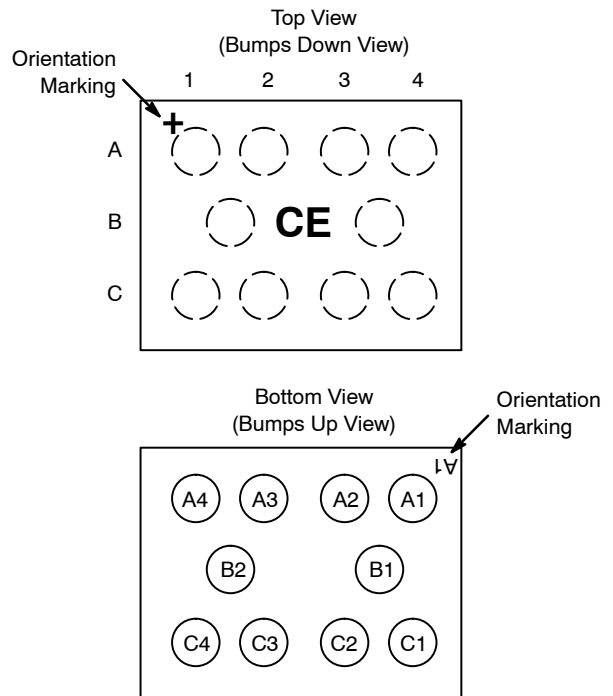 Top View
(Bumps Down View)
Orientation
Marking
1 2 3 4
+
A
B CE
C
Bottom View
(Bumps Up View)
Orientation
Marking
A1
A4 A3 A2 A1
B2 B1
C4 C3 C2 C1